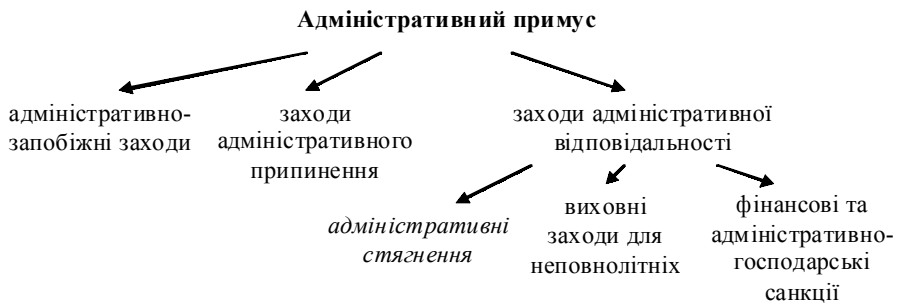 Адміністративний примус
адміністративно-
запобіжні заходи
заходи
адміністративного
припинення
заходи адміністративної
відповідальності
адміністративні
стягнення
виховні
заходи для
неповнолітніх
фінансові та
адміністративно-
господарські
санкції